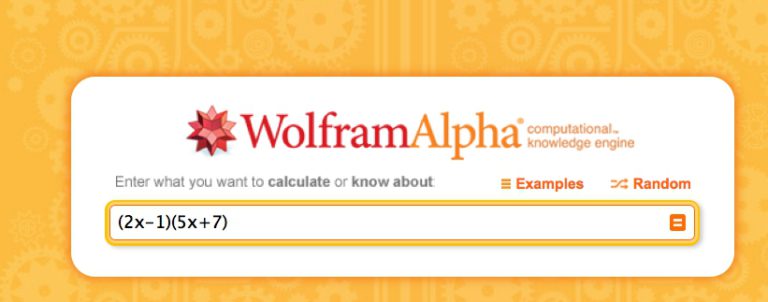 WolframAlpha® computational™
knowledge engine
Enter what you want to calculate or know about: Examples Random
(2x−1)(5x+7) =